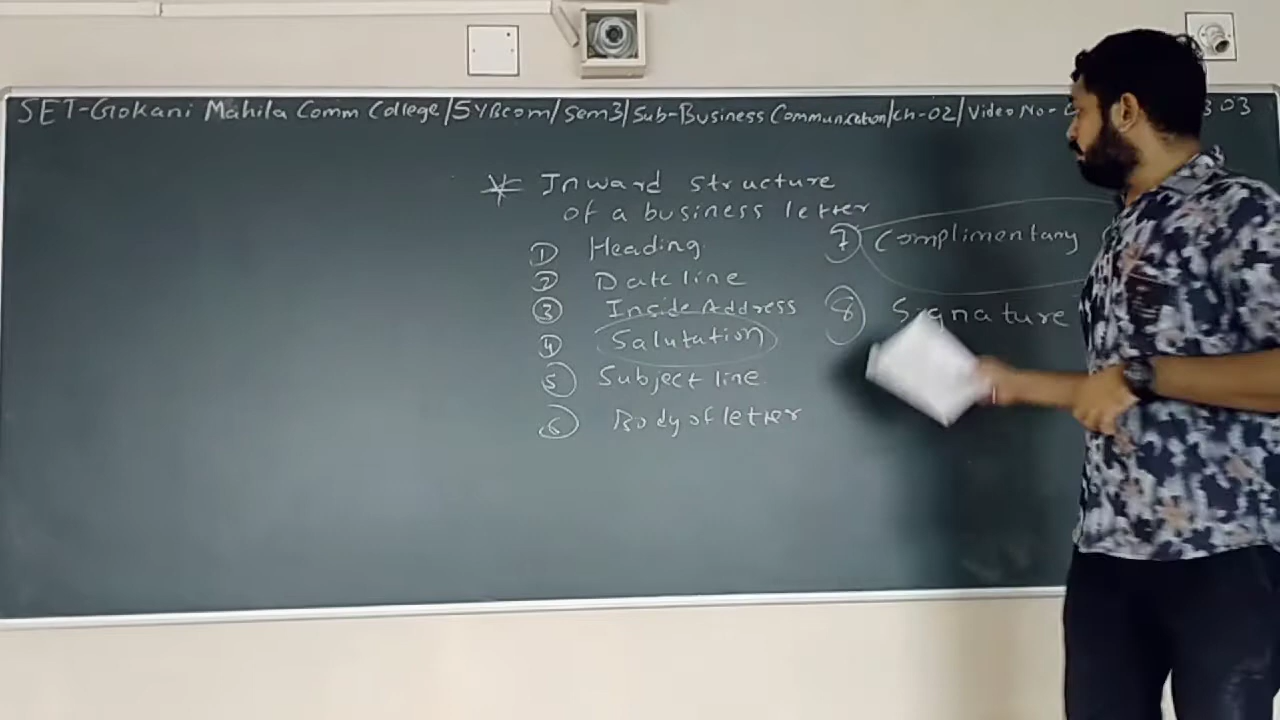 SET-Gokani Mahila Comm College/SYBcom/Sem3/Sub-Business Communication/ch-02/Video No- 303
* Inward structure
of a business letter
① Heading
② Date line
③ Inside Address
④ Salutation
⑤ Subject line
⑥ Body of letter
⑦ Complimentary
⑧ Signature